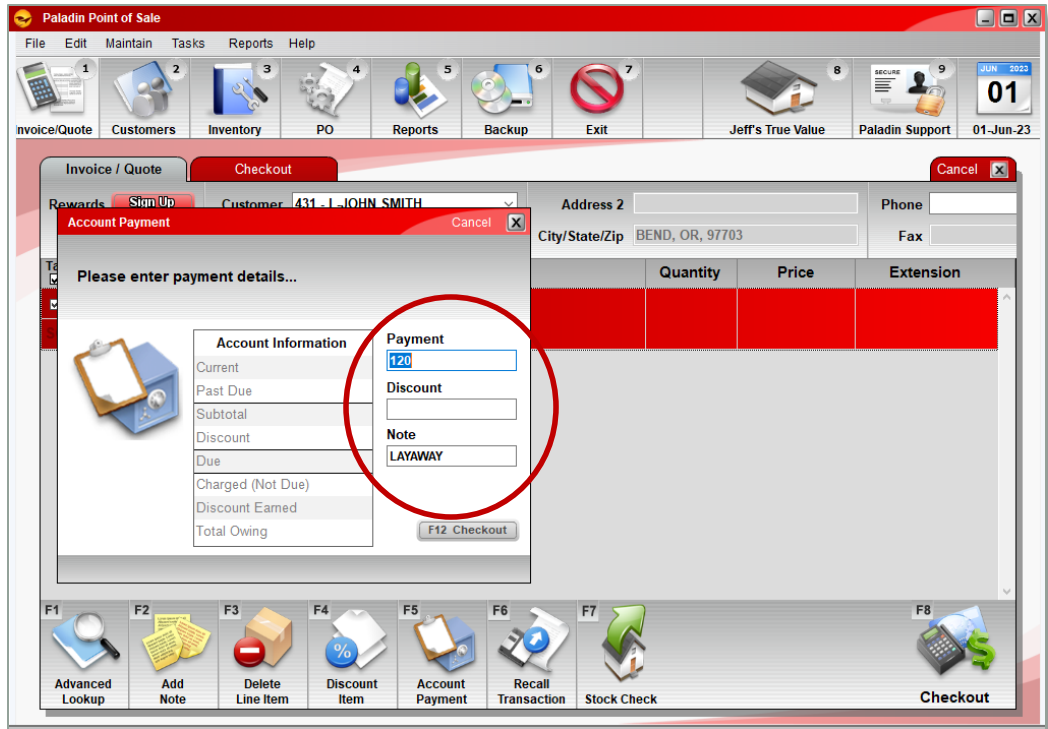 Paladin Point of Sale
File Edit Maintain Tasks Reports Help
1 2 3 4 5 6 7 8 9
SECURE
JUN 2023
01
nvoice/Quote Customers Inventory PO Reports Backup Exit Jeff's True Value Paladin Support 01-Jun-23
Invoice / Quote Checkout Cancel X
Rewards Sign Up Customer 431 - L-JOHN SMITH Address 2 Phone
City/State/Zip BEND, OR, 97703 Fax
Account Payment Cancel X
Ta Quantity Price Extension
Please enter payment details...
Account Information
Current
Past Due
Subtotal
Discount
Due
Charged (Not Due)
Discount Earned
Total Owing
Payment
120
Discount
Note
LAYAWAY
F12 Checkout
F1 F2 F3 F4 F5 F6 F7 F8
%
Advanced Lookup
Add Note
Delete Line Item
Discount Item
Account Payment
Recall Transaction
Stock Check
Checkout